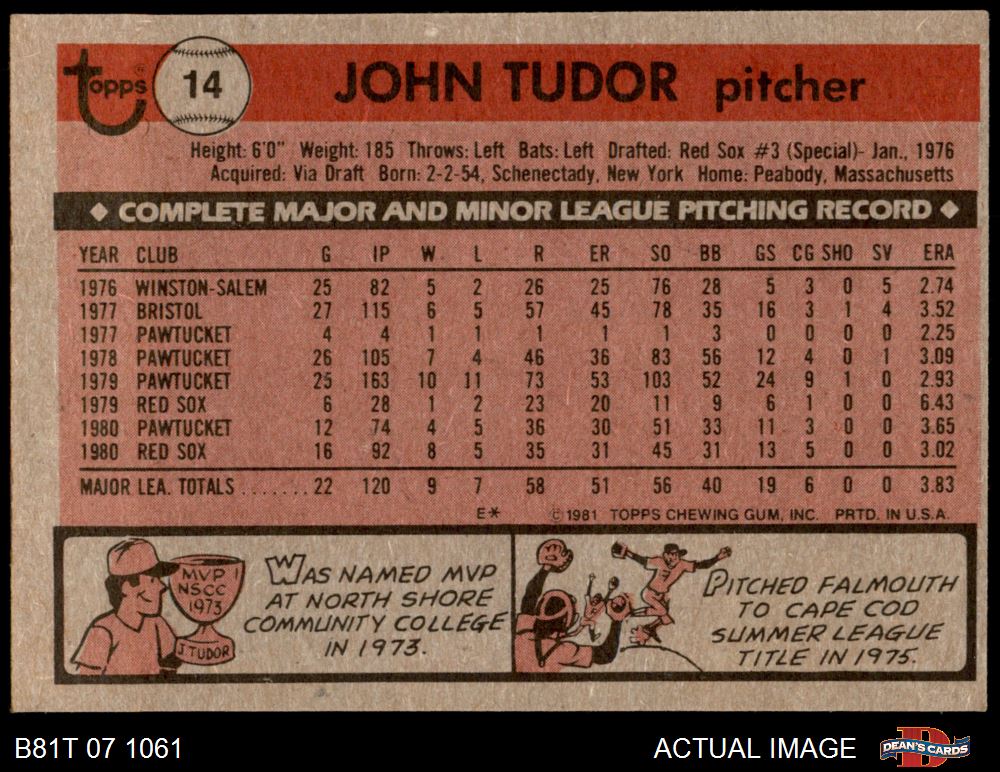 topps 14 JOHN TUDOR pitcher
Height: 6'0" Weight: 185 Throws: Left Bats: Left Drafted: Red Sox #3 (Special)- Jan., 1976
Acquired: Via Draft Born: 2-2-54, Schenectady, New York Home: Peabody, Massachusetts
◆ COMPLETE MAJOR AND MINOR LEAGUE PITCHING RECORD ◆
YEAR CLUB G IP W L R ER SO BB GS CG SHO SV ERA
1976 WINSTON-SALEM 25 82 5 2 26 25 76 28 5 3 0 5 2.74
1977 BRISTOL 27 115 6 5 57 45 78 35 16 3 1 4 3.52
1977 PAWTUCKET 4 4 1 1 1 1 1 3 0 0 0 0 2.25
1978 PAWTUCKET 26 105 7 4 46 36 83 56 12 4 0 1 3.09
1979 PAWTUCKET 25 163 10 11 73 53 103 52 24 9 1 0 2.93
1979 RED SOX 6 28 1 2 23 20 11 9 6 1 0 0 6.43
1980 PAWTUCKET 12 74 4 5 36 30 51 33 11 3 0 0 3.65
1980 RED SOX 16 92 8 5 35 31 45 31 13 5 0 0 3.02
MAJOR LEA. TOTALS ....... 22 120 9 7 58 51 56 40 19 6 0 0 3.83
E* © 1981 TOPPS CHEWING GUM, INC. PRTD. IN U.S.A.
MVP
NSCC
1973
J TUDOR
WAS NAMED MVP
AT NORTH SHORE
COMMUNITY COLLEGE
IN 1973.
PITCHED FALMOUTH
TO CAPE COD
SUMMER LEAGUE
TITLE IN 1975.
B81T 07 1061 ACTUAL IMAGE DEAN'S CARDS